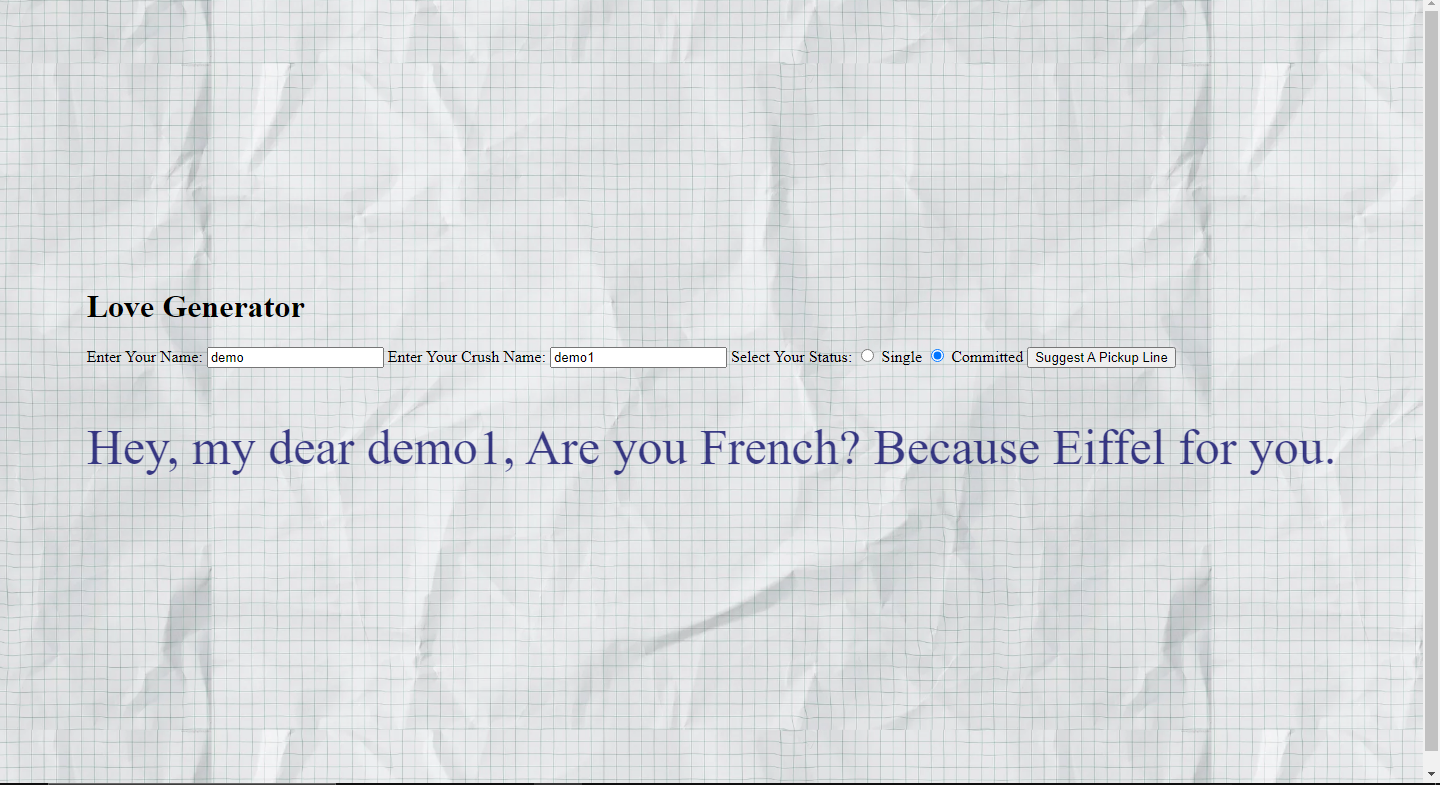 Love Generator
Enter Your Name: demo Enter Your Crush Name: demo1 Select Your Status: Single Committed Suggest A Pickup Line
Hey, my dear demo1, Are you French? Because Eiffel for you.